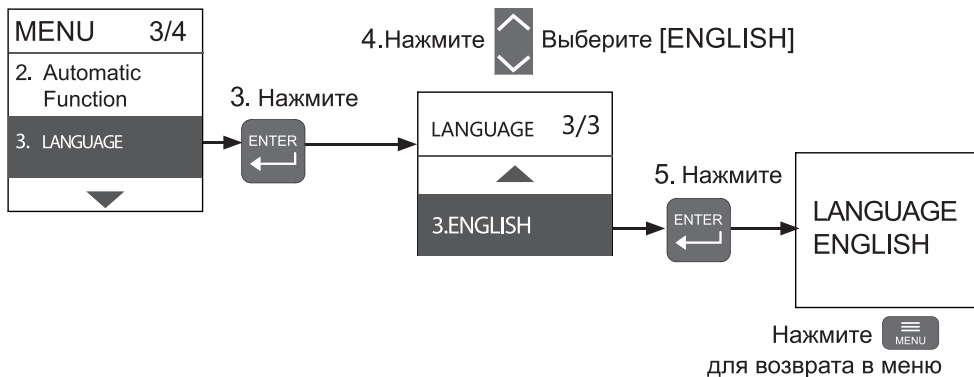 MENU 3/4
2. Automatic
Function
3. LANGUAGE
3. Нажмите
ENTER
4.Нажмите Выберите [ENGLISH]
LANGUAGE 3/3
3.ENGLISH
5. Нажмите
ENTER
LANGUAGE
ENGLISH
Нажмите MENU
для возврата в меню